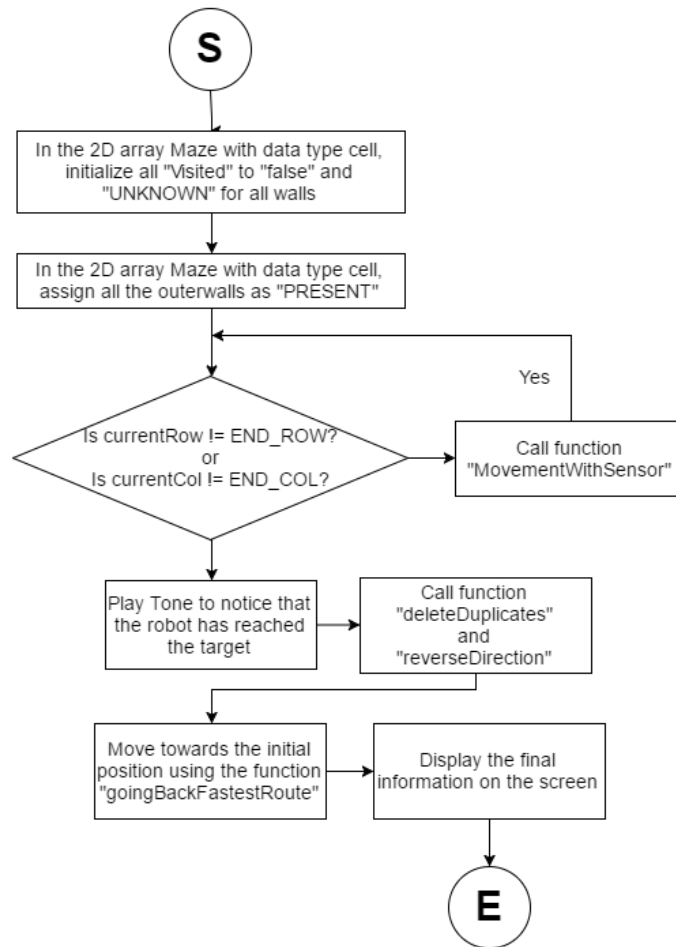 S
In the 2D array Maze with data type cell,
initialize all "Visited" to "false" and
"UNKNOWN" for all walls
In the 2D array Maze with data type cell,
assign all the outerwalls as "PRESENT"
Yes
Is currentRow != END_ROW?
or
Is currentCol != END_COL?
Call function
"MovementWithSensor"
Play Tone to notice that
the robot has reached
the target
Call function
"deleteDuplicates"
and
"reverseDirection"
Move towards the initial
position using the function
"goingBackFastestRoute"
Display the final
information on the screen
E